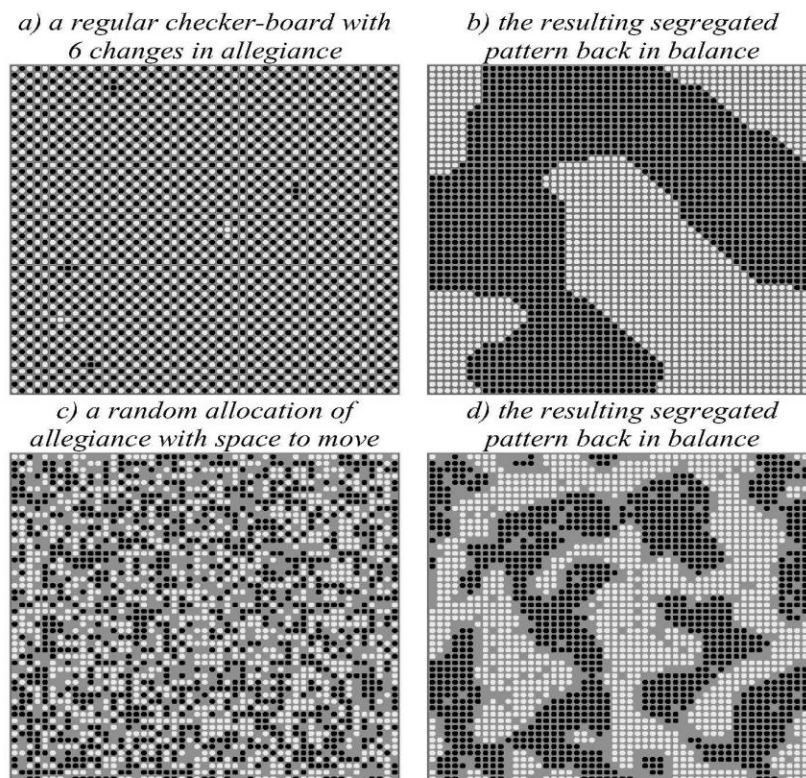 a) a regular checker-board with
6 changes in allegiance
b) the resulting segregated
pattern back in balance
c) a random allocation of
allegiance with space to move
d) the resulting segregated
pattern back in balance